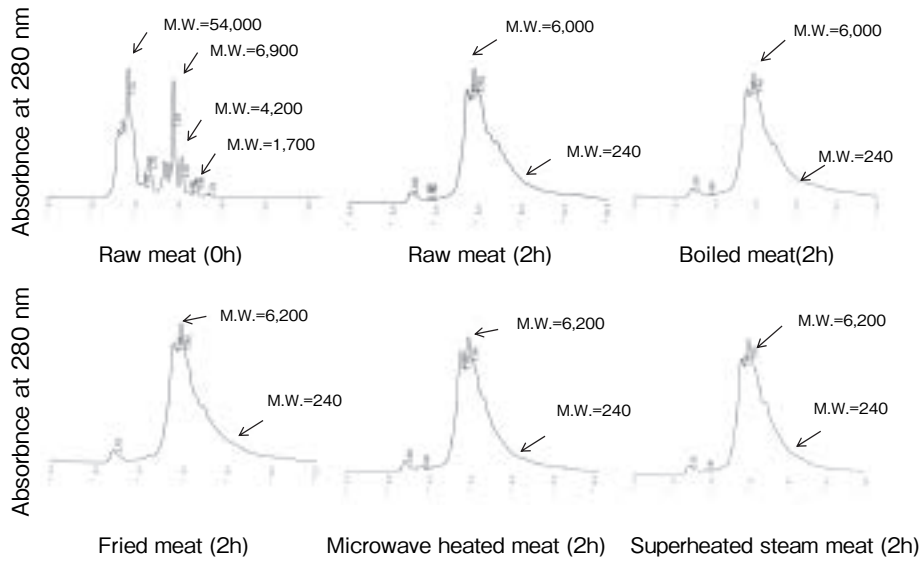 Absorbnce at 280 nm
M.W.=54,000
M.W.=6,900
M.W.=4,200
M.W.=1,700
Raw meat (0h)
M.W.=6,000
M.W.=240
Raw meat (2h)
M.W.=6,000
M.W.=240
Boiled meat(2h)
Absorbnce at 280 nm
M.W.=6,200
M.W.=240
Fried meat (2h)
M.W.=6,200
M.W.=240
Microwave heated meat (2h)
M.W.=6,200
M.W.=240
Superheated steam meat (2h)